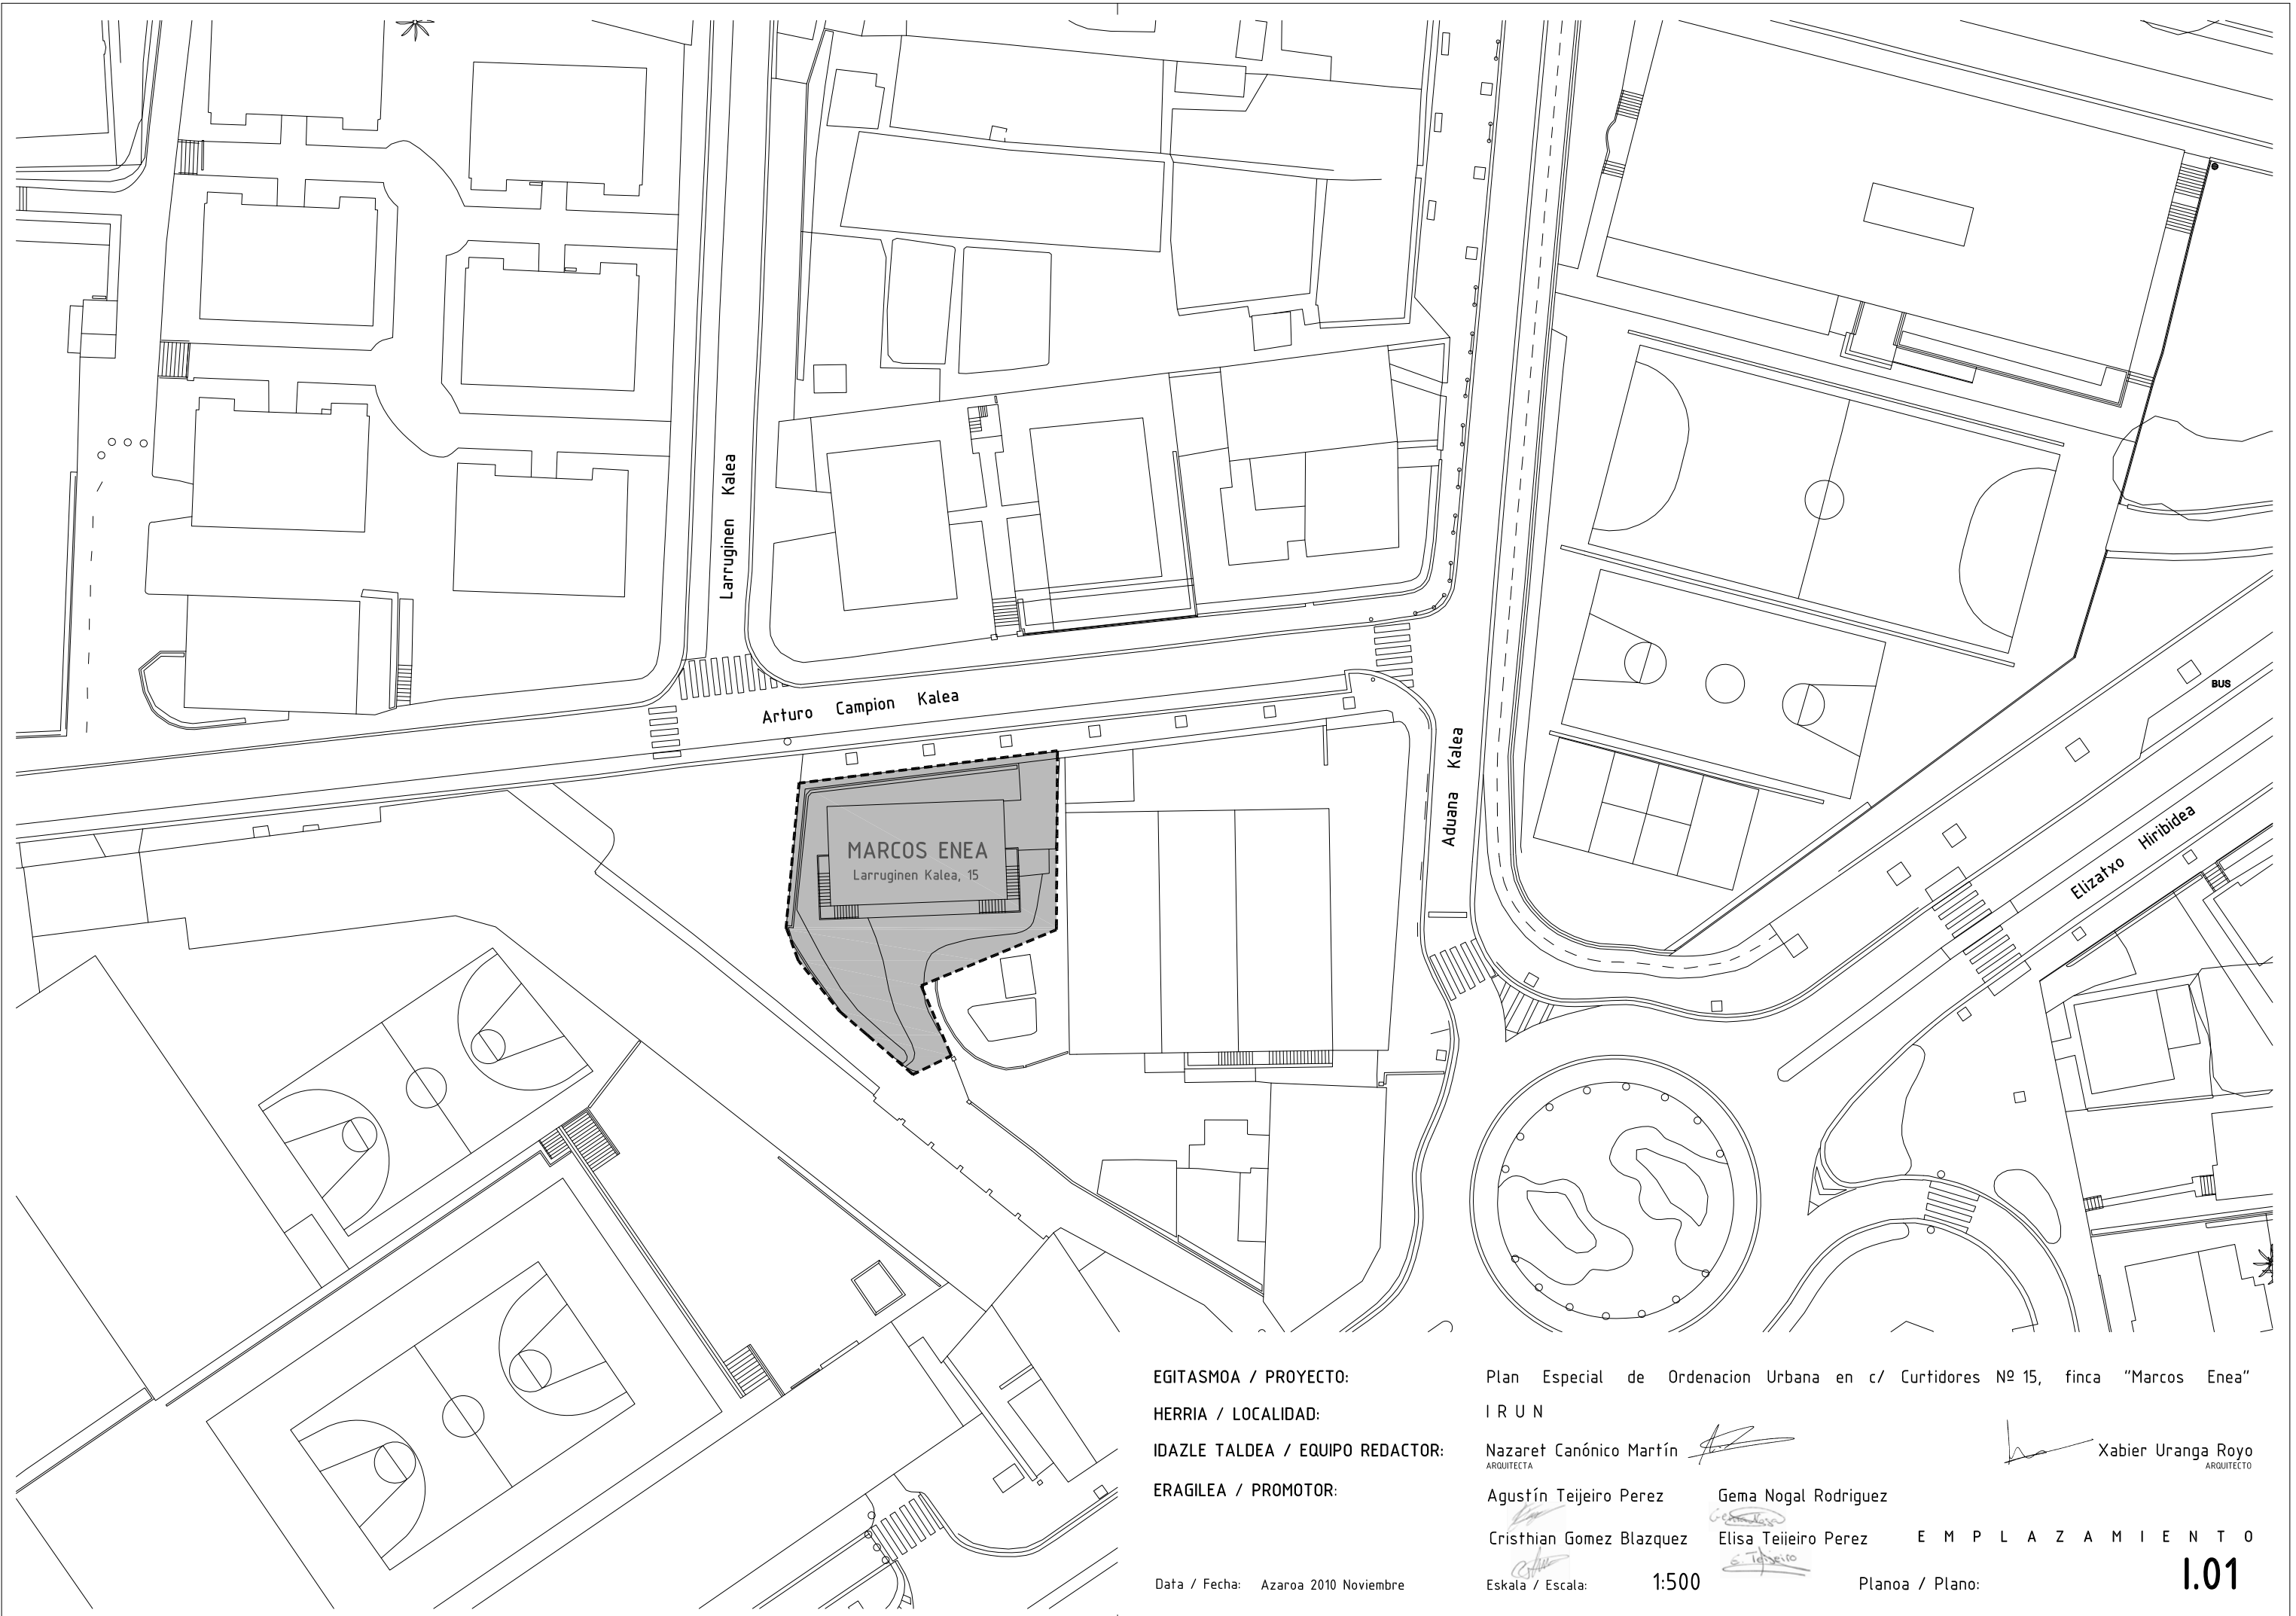 BUS
Larruginen Kalea
Arturo Campion Kalea
Aduana Kalea
Elizatxo Hiribidea
MARCOS ENEA
Larruginen Kalea, 15
EGITASMOA / PROYECTO: Plan Especial de Ordenacion Urbana en c/ Curtidores Nº 15, finca "Marcos Enea"
HERRIA / LOCALIDAD: IRUN
IDAZLE TALDEA / EQUIPO REDACTOR: Nazaret Canónico Martín Xabier Uranga Royo
ARQUITECTA ARQUITECTO
ERAGILEA / PROMOTOR: Agustín Teijeiro Perez Gema Nogal Rodriguez
Cristhian Gomez Blazquez Elisa Teijeiro Perez EMPLAZAMIENTO
E. Teijeiro
Data / Fecha: Azaroa 2010 Noviembre Eskala / Escala: 1:500 Planoa / Plano: I.01